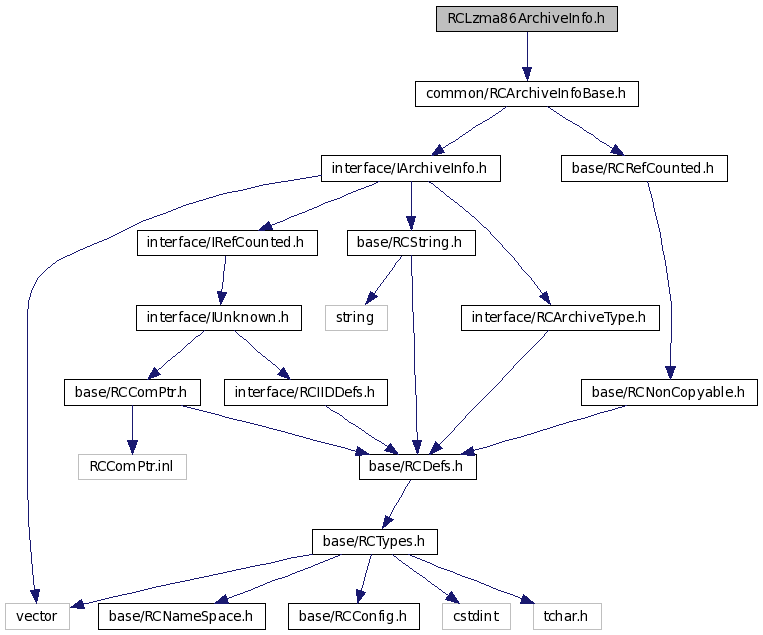 RCLzma86ArchiveInfo.h
common/RCArchiveInfoBase.h
interface/IArchiveInfo.h
base/RCRefCounted.h
interface/IRefCounted.h
base/RCString.h
interface/IUnknown.h
string
interface/RCArchiveType.h
base/RCComPtr.h
interface/RCIIDDefs.h
base/RCNonCopyable.h
RCComPtr.inl
base/RCDefs.h
base/RCTypes.h
vector
base/RCNameSpace.h
base/RCConfig.h
cstdint
tchar.h